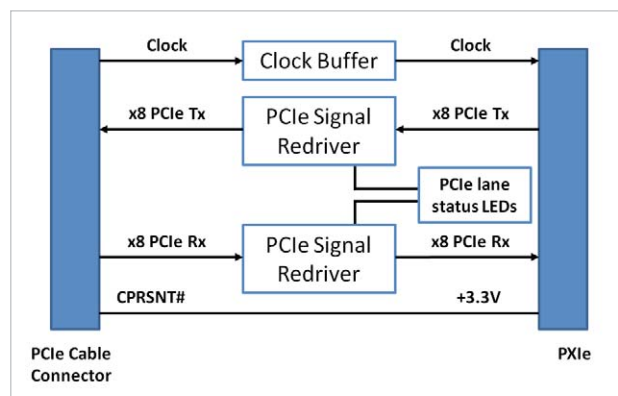 Clock
Clock
Clock Buffer
x8 PCIe Tx
PCIe Signal
Redriver
x8 PCIe Tx
PCIe lane
status LEDs
x8 PCIe Rx
PCIe Signal
Redriver
x8 PCIe Rx
CPRSNT#
+3.3V
PCIe Cable
Connector
PXIe